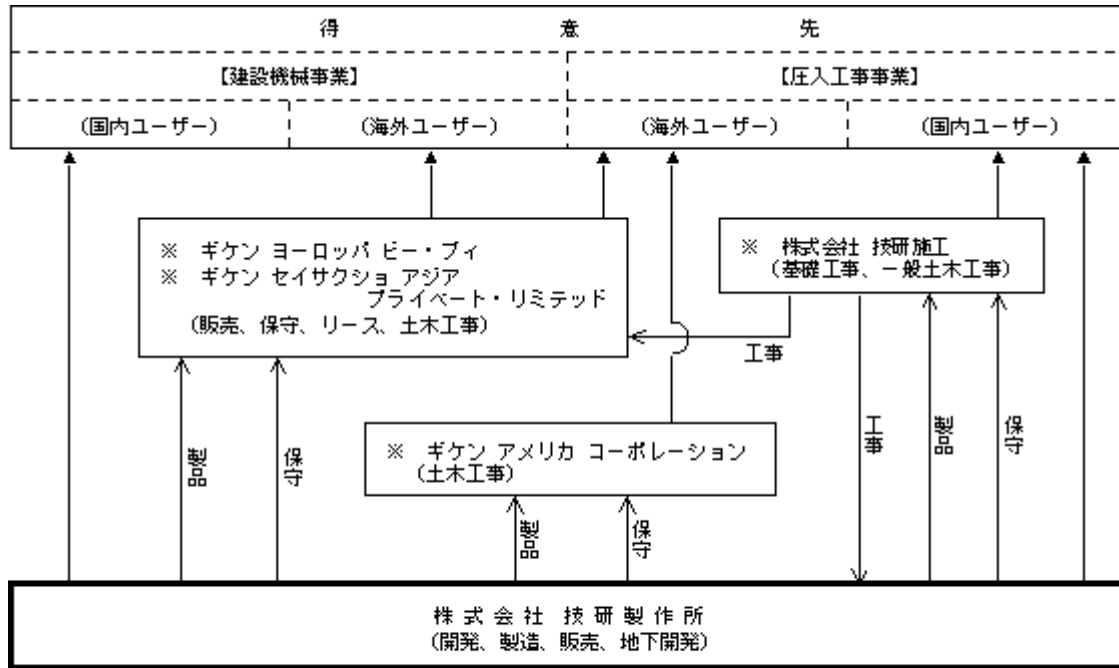 得意先
【建設機械事業】
【圧入工事事業】
(国内ユーザー)
(海外ユーザー)
(海外ユーザー)
(国内ユーザー)
※ ギケン ヨーロッパ ビー・ブィ
※ ギケン セイサクショ アジア
プライベート・リミテッド
(販売、保守、リース、土木工事)
※ 株式会社 技研施工
(基礎工事、一般土木工事)
工事
※ ギケン アメリカ コーポレーション
(土木工事)
製品
保守
製品
保守
工事
製品
保守
株式会社 技研製作所
(開発、製造、販売、地下開発)